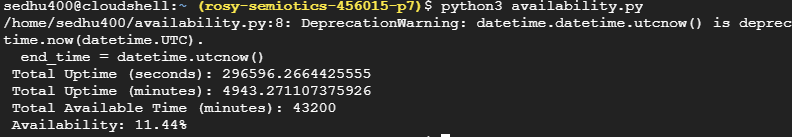 sedhu400@cloudshell:~ (rosy-semiotics-456015-p7)$ python3 availability.py
/home/sedhu400/availability.py:8: DeprecationWarning: datetime.datetime.utcnow() is deprec
time.now(datetime.UTC).
  end_time = datetime.utcnow()
Total Uptime (seconds): 296596.2664425555
Total Uptime (minutes): 4943.271107375926
Total Available Time (minutes): 43200
Availability: 11.44%